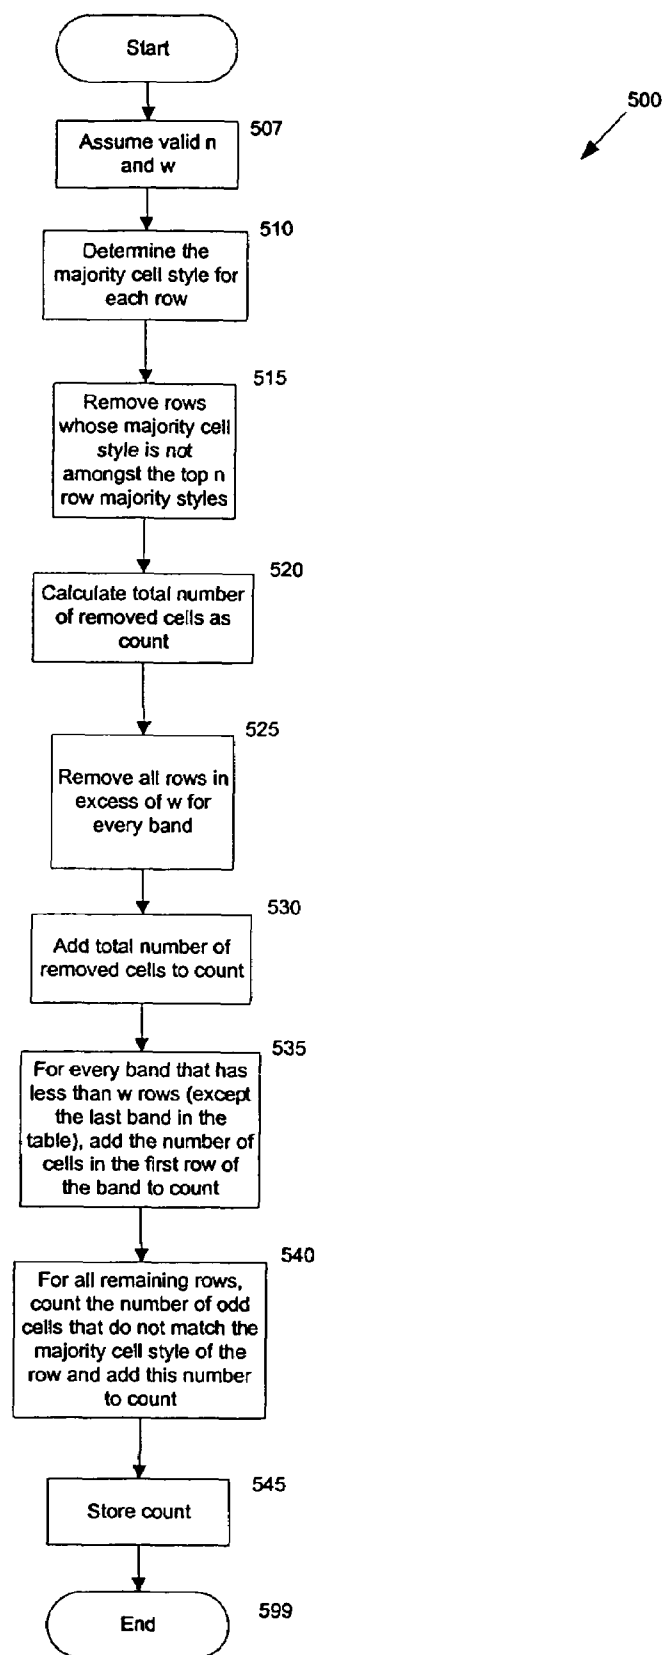 Start
500
507
Assume valid n
and w
510
Determine the
majority cell style for
each row
515
Remove rows
whose majority cell
style is not
amongst the top n
row majority styles
520
Calculate total number
of removed cells as
count
525
Remove all rows in
excess of w for
every band
530
Add total number of
removed cells to count
535
For every band that has
less than w rows (except
the last band in the
table), add the number of
cells in the first row of
the band to count
540
For all remaining rows,
count the number of odd
cells that do not match the
majority cell style of the
row and add this number
to count
545
Store count
599
End